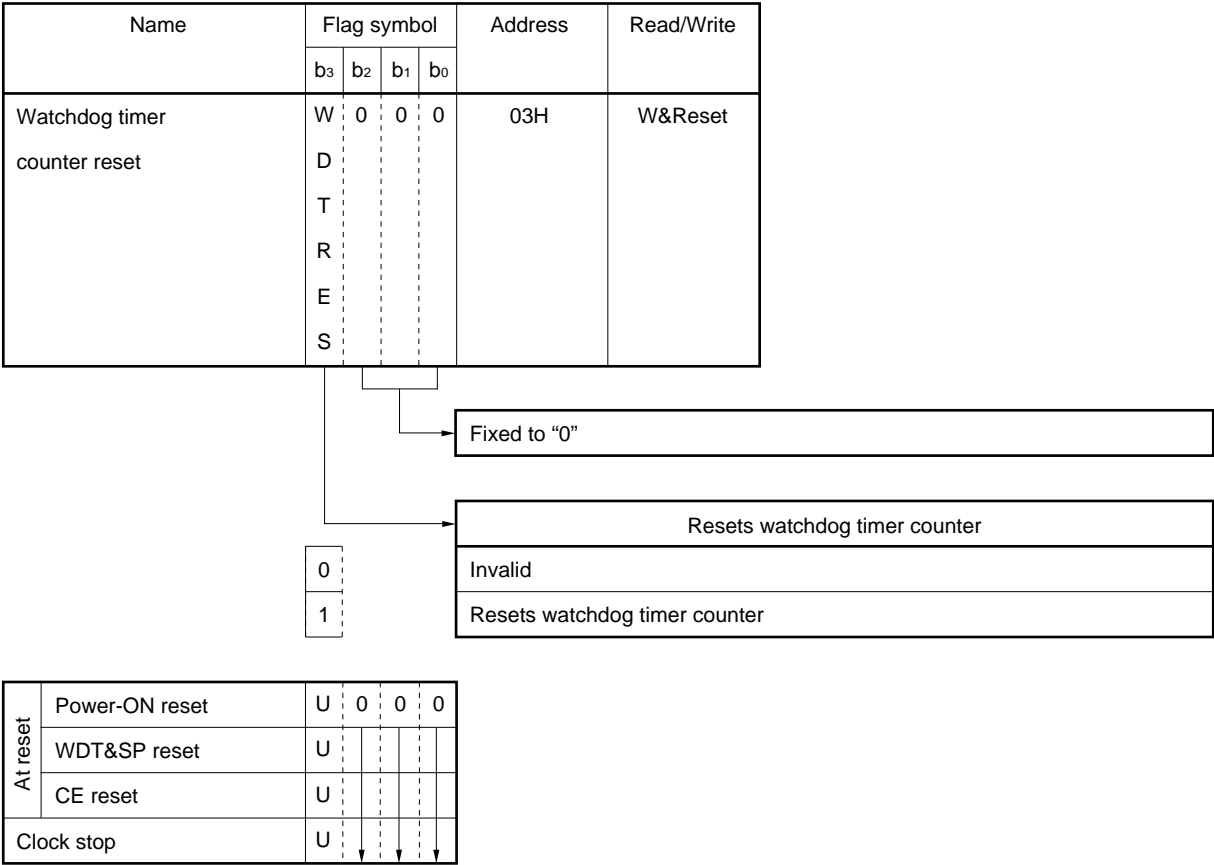 Name Flag symbol Address Read/Write
b3 b2 b1 b0
Watchdog timer W 0 0 0 03H W&Reset
counter reset D
T
R
E
S
Fixed to “0”
Resets watchdog timer counter
0 Invalid
1 Resets watchdog timer counter
At reset
Power-ON reset U 0 0 0
WDT&SP reset U
CE reset U
Clock stop U